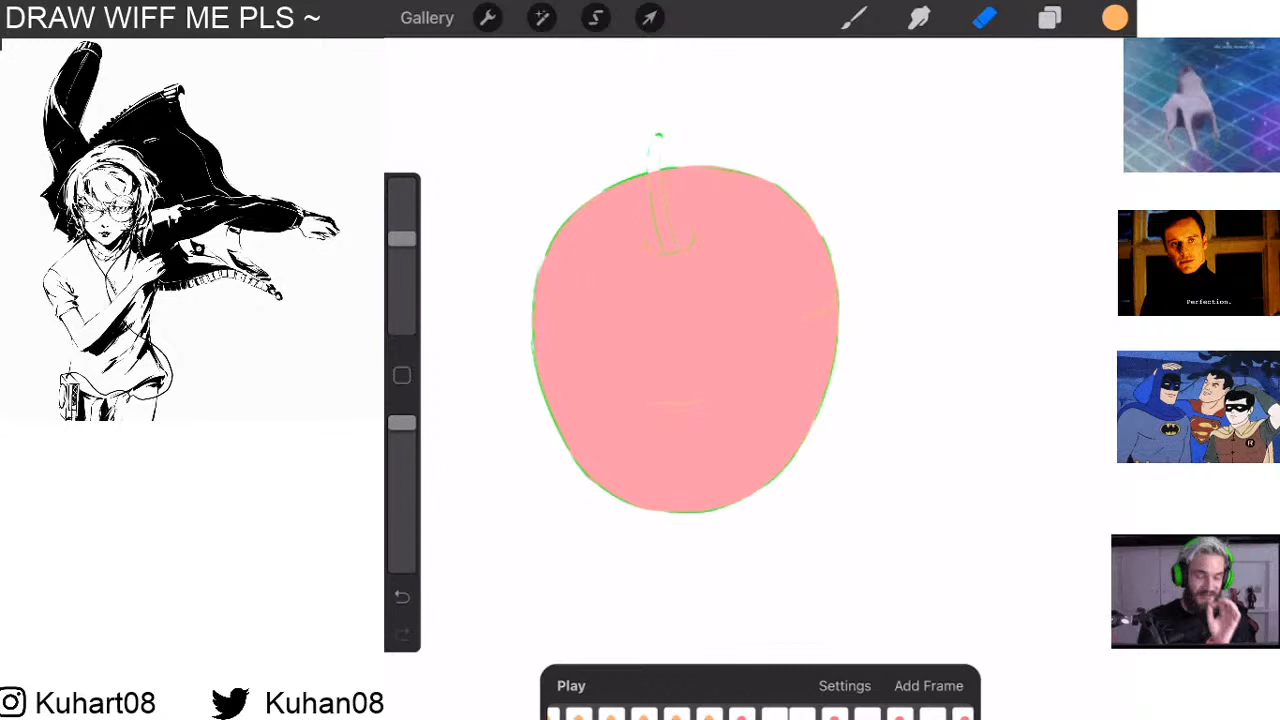 DRAW WIFF ME PLS ~
Gallery
Perfection.
Play
Settings
Add Frame
Kuhart08
Kuhan08